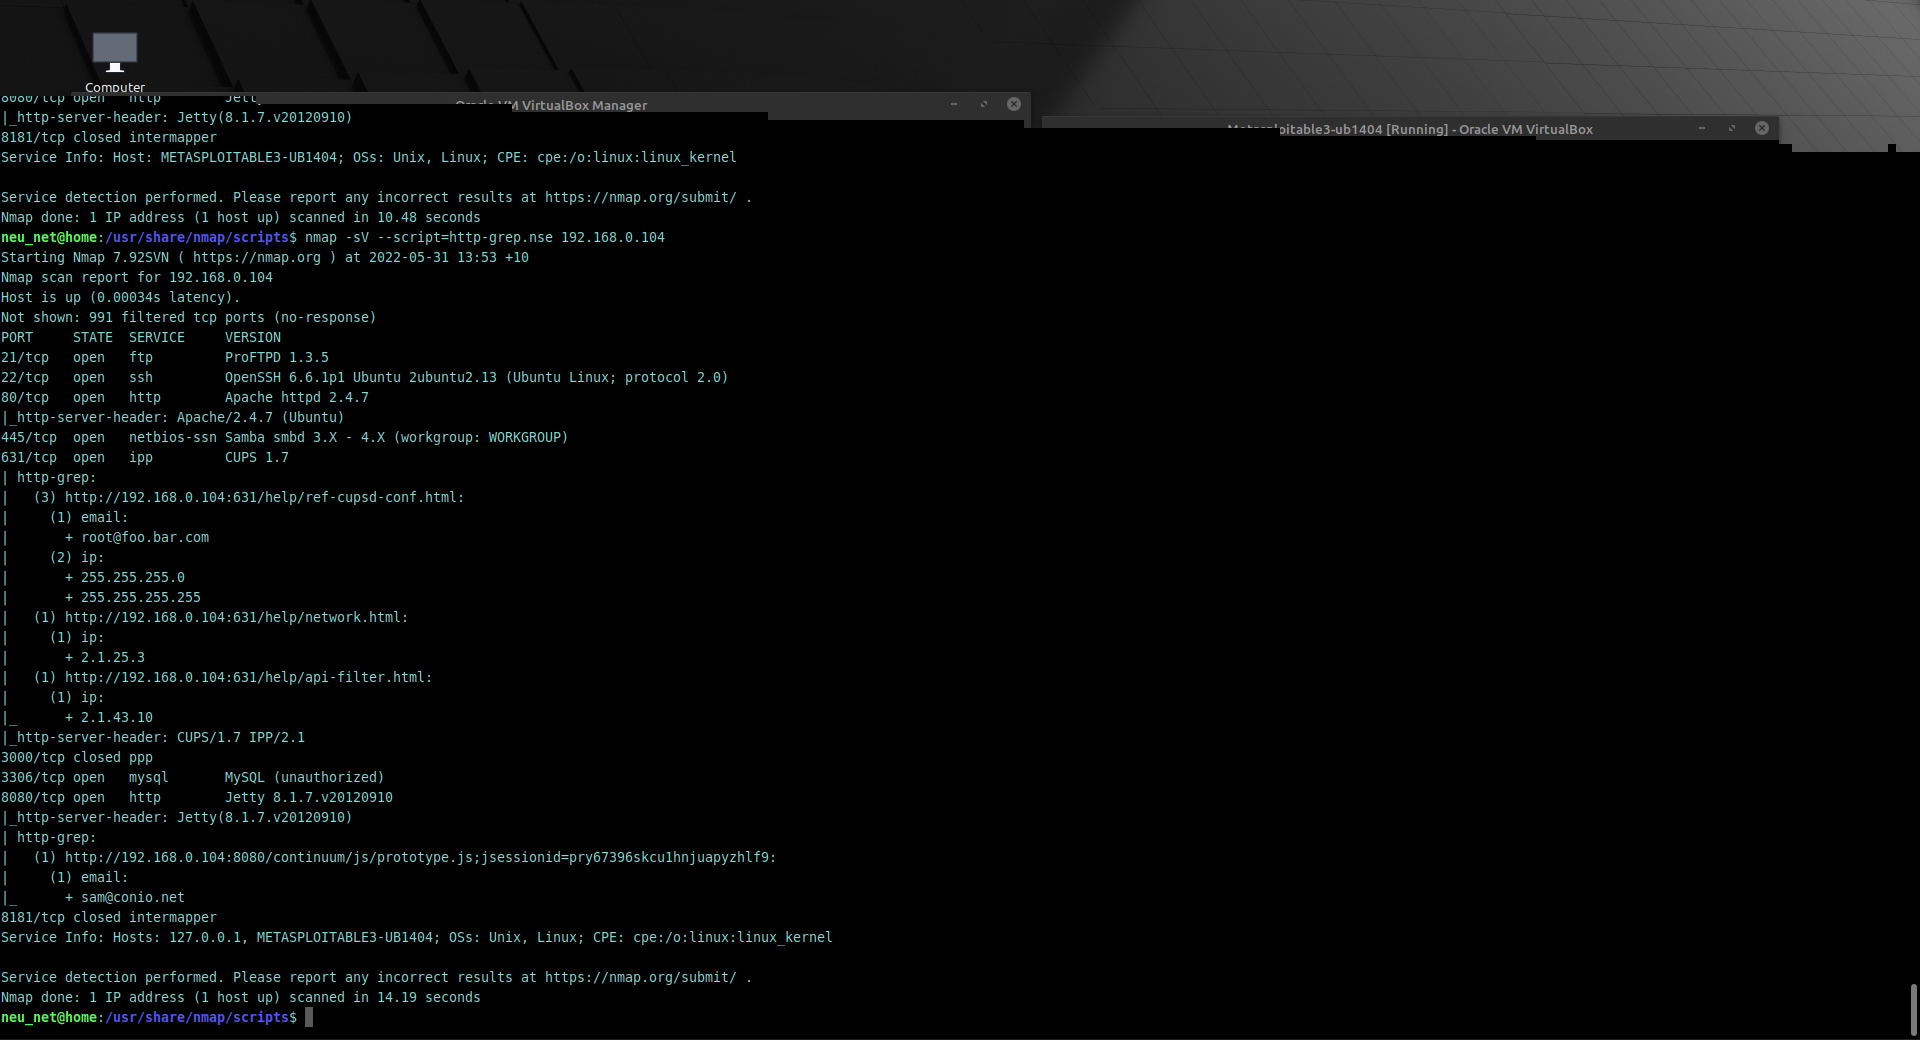 Computer
Oracle VM VirtualBox Manager
Metasploitable3-ub1404 [Running] - Oracle VM VirtualBox
8080/tcp open   http        Jetty
|_http-server-header: Jetty(8.1.7.v20120910)
8181/tcp closed intermapper
Service Info: Host: METASPLOITABLE3-UB1404; OSs: Unix, Linux; CPE: cpe:/o:linux:linux_kernel
Service detection performed. Please report any incorrect results at https://nmap.org/submit/ .
Nmap done: 1 IP address (1 host up) scanned in 10.48 seconds
neu_net@home:/usr/share/nmap/scripts$ nmap -sV --script=http-grep.nse 192.168.0.104
Starting Nmap 7.92SVN ( https://nmap.org ) at 2022-05-31 13:53 +10
Nmap scan report for 192.168.0.104
Host is up (0.00034s latency).
Not shown: 991 filtered tcp ports (no-response)
PORT     STATE  SERVICE     VERSION
21/tcp   open   ftp         ProFTPD 1.3.5
22/tcp   open   ssh         OpenSSH 6.6.1p1 Ubuntu 2ubuntu2.13 (Ubuntu Linux; protocol 2.0)
80/tcp   open   http        Apache httpd 2.4.7
|_http-server-header: Apache/2.4.7 (Ubuntu)
445/tcp  open   netbios-ssn Samba smbd 3.X - 4.X (workgroup: WORKGROUP)
631/tcp  open   ipp         CUPS 1.7
| http-grep:
|   (3) http://192.168.0.104:631/help/ref-cupsd-conf.html:
|     (1) email:
|       + root@foo.bar.com
|     (2) ip:
|       + 255.255.255.0
|       + 255.255.255.255
|   (1) http://192.168.0.104:631/help/network.html:
|     (1) ip:
|       + 2.1.25.3
|   (1) http://192.168.0.104:631/help/api-filter.html:
|     (1) ip:
|_      + 2.1.43.10
|_http-server-header: CUPS/1.7 IPP/2.1
3000/tcp closed ppp
3306/tcp open   mysql       MySQL (unauthorized)
8080/tcp open   http        Jetty 8.1.7.v20120910
|_http-server-header: Jetty(8.1.7.v20120910)
| http-grep:
|   (1) http://192.168.0.104:8080/continuum/js/prototype.js;jsessionid=pry67396skcu1hnjuapyzhlf9:
|     (1) email:
|_      + sam@conio.net
8181/tcp closed intermapper
Service Info: Hosts: 127.0.0.1, METASPLOITABLE3-UB1404; OSs: Unix, Linux; CPE: cpe:/o:linux:linux_kernel
Service detection performed. Please report any incorrect results at https://nmap.org/submit/ .
Nmap done: 1 IP address (1 host up) scanned in 14.19 seconds
neu_net@home:/usr/share/nmap/scripts$